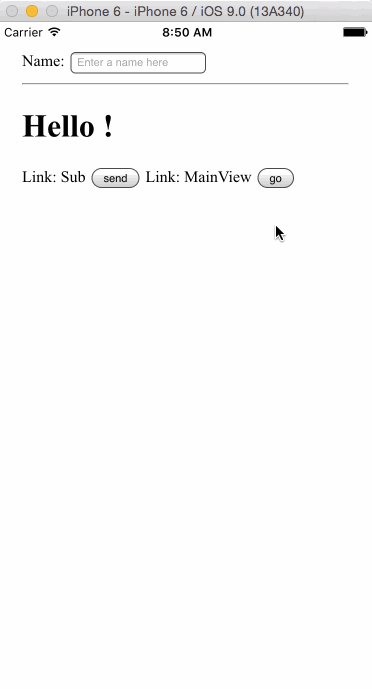 iPhone 6 - iPhone 6 / iOS 9.0 (13A340)
Carrier 8:50 AM
Name: Enter a name here
Hello !
Link: Sub send Link: MainView go